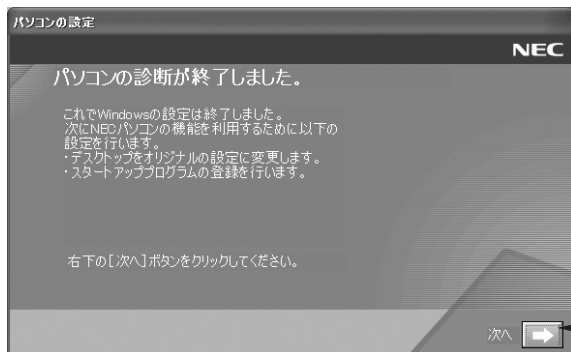 パソコンの設定
NEC
パソコンの診断が終了しました。
これでWindowsの設定は終了しました。
次にNECパソコンの機能を利用するために以下の
設定を行います。
・デスクトップをオリジナルの設定に変更します。
・スタートアッププログラムの登録を行います。
右下の[次へ]ボタンをクリックしてください。
次へ